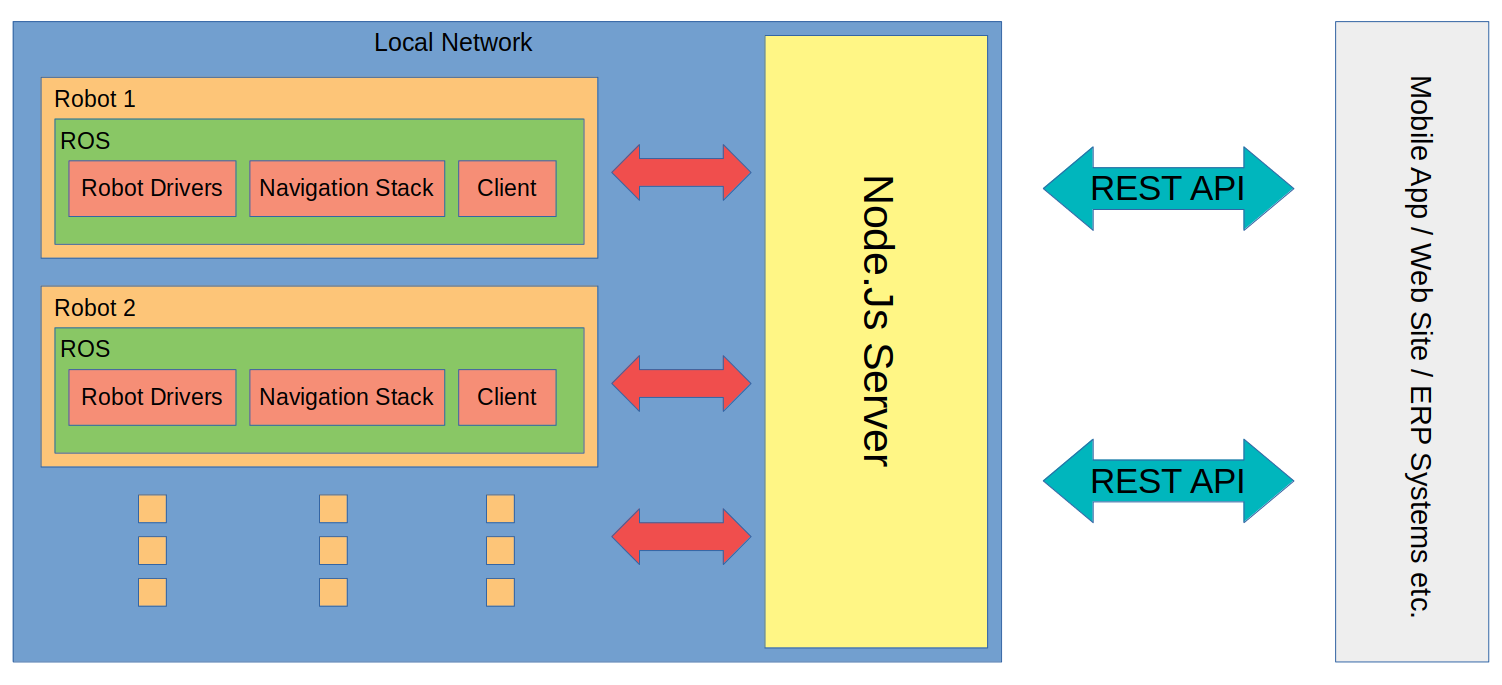 Local Network
Robot 1
ROS
Robot Drivers
Navigation Stack
Client
Robot 2
ROS
Robot Drivers
Navigation Stack
Client
Node.Js Server
REST API
REST API
Mobile App / Web Site / ERP Systems etc.